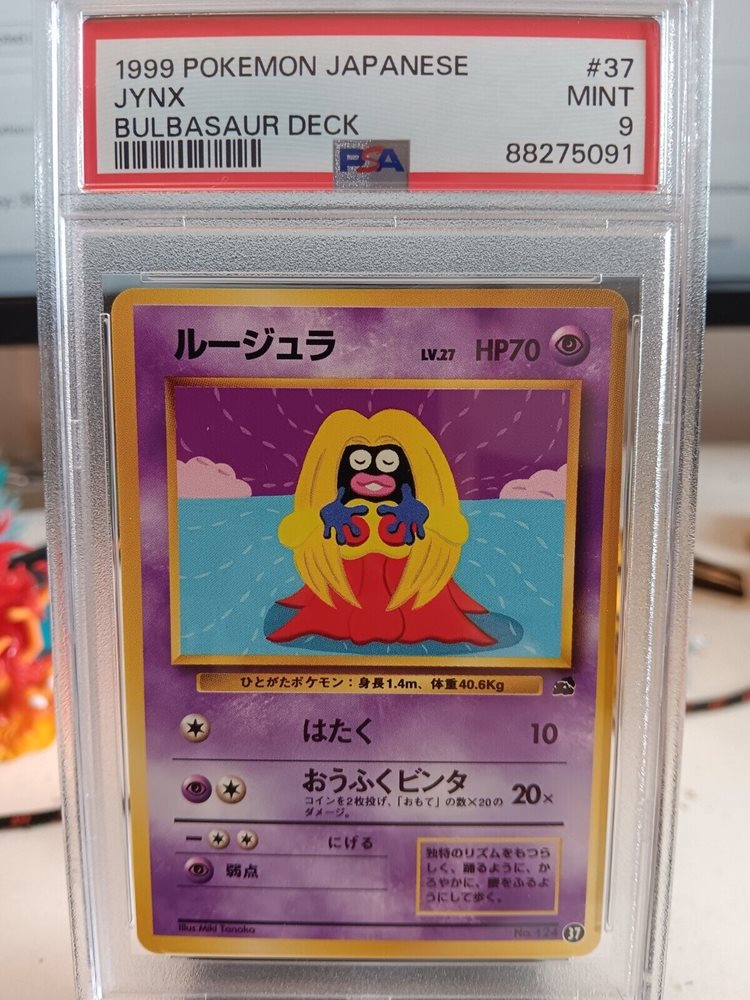 1999 POKEMON JAPANESE #37
JYNX MINT
BULBASAUR DECK 9
PSA 88275091
ルージュラ LV.27 HP70
ひとがたポケモン：身長1.4m、体重40.6Kg
はたく 10
おうふくビンタ 20×
コインを2枚投げ、「おもて」の数×20の
ダメージ。
ー にげる
弱点
独特のリズムをもつら
しく、踊るように、か
ろやかに、腰をふるよ
うにして歩く。
Illus Miki Tanaka No.124 37